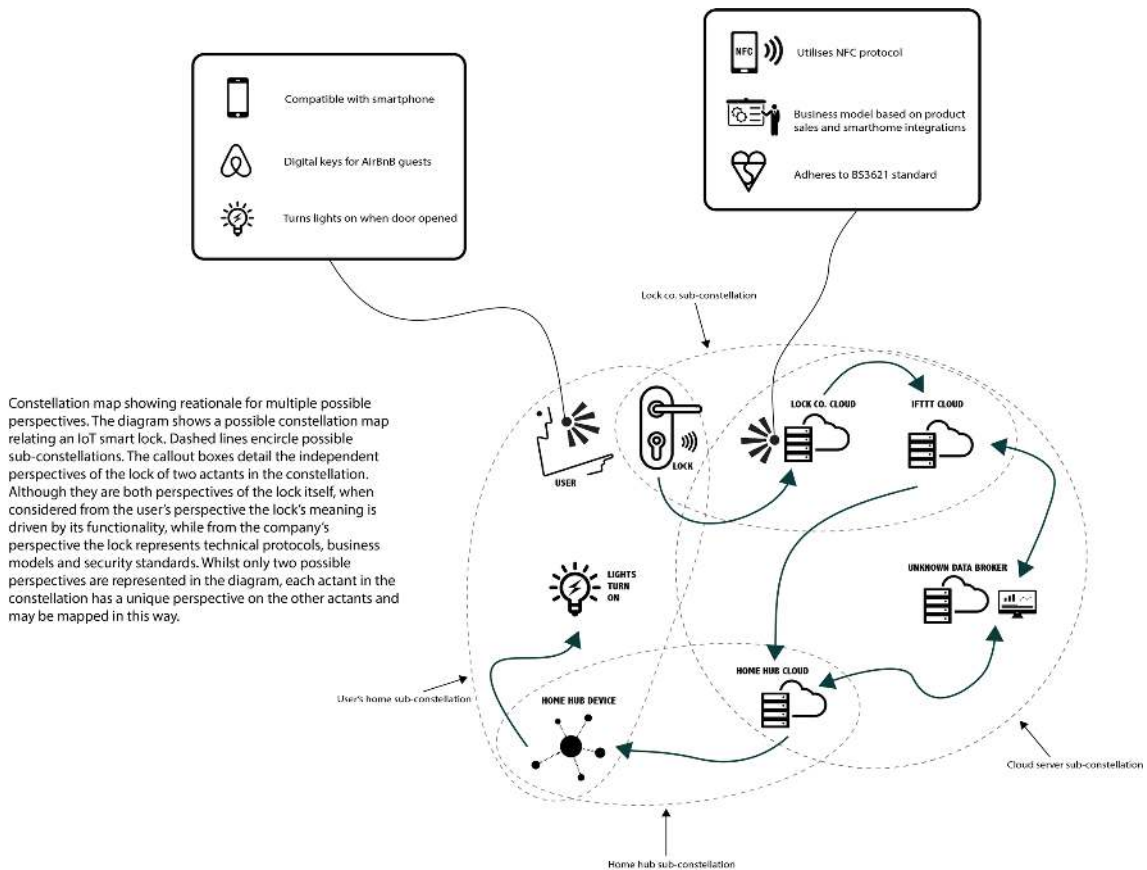 NFC
Utilises NFC protocol
Business model based on product
sales and smarthome integrations
Adheres to BS3621 standard
Compatible with smartphone
Digital keys for AirBnB guests
Turns lights on when door opened
Lock co. sub-constellation
Constellation map showing reationale for multiple possible
perspectives. The diagram shows a possible constellation map
relating an IoT smart lock. Dashed lines encircle possible
sub-constellations. The callout boxes detail the independent
perspectives of the lock of two actants in the constellation.
Although they are both perspectives of the lock itself, when
considered from the user's perspective the lock's meaning is
driven by its functionality, while from the company's
perspective the lock represents technical protocols, business
models and security standards. Whilst only two possible
perspectives are represented in the diagram, each actant in the
constellation has a unique perspective on the other actants and
may be mapped in this way.
USER
LOCK
LOCK CO. CLOUD
IFTTT CLOUD
LIGHTS
TURN
ON
UNKNOWN DATA BROKER
HOME HUB CLOUD
User's home sub-constellation
HOME HUB DEVICE
Cloud server sub-constellation
Home hub sub-constellation